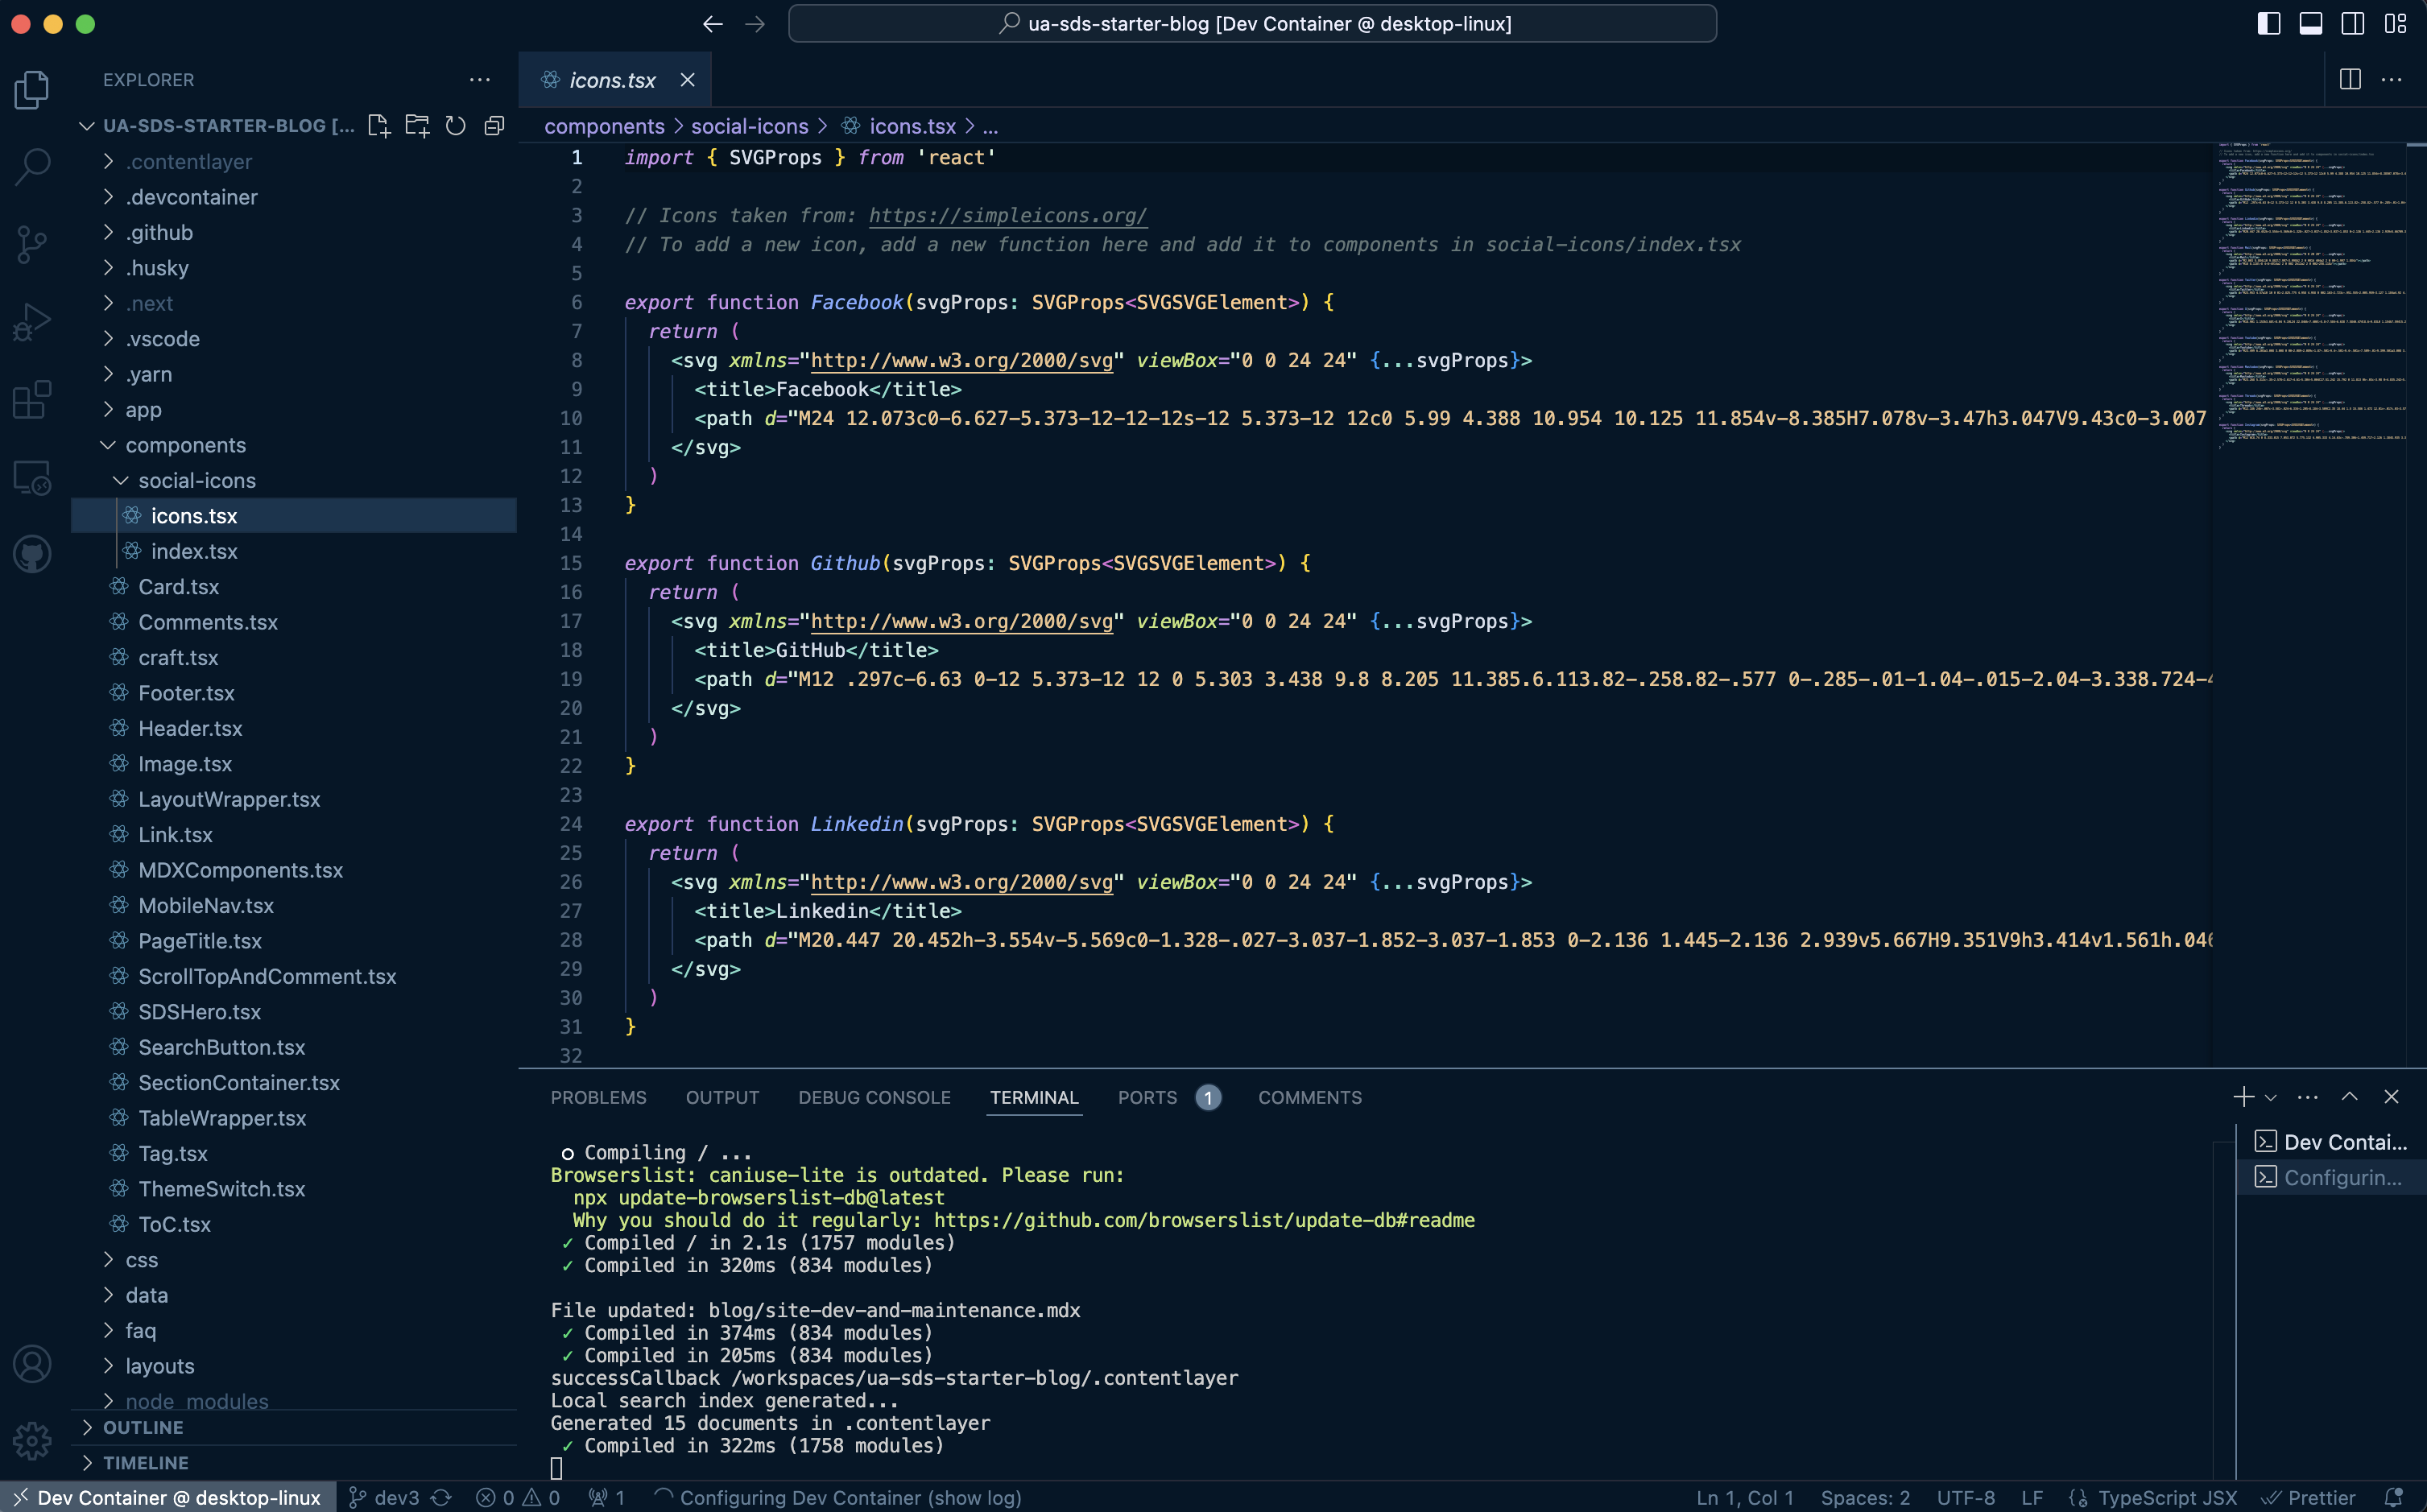 ua-sds-starter-blog [Dev Container @ desktop-linux]
EXPLORER
UA-SDS-STARTER-BLOG [...
.contentlayer
.devcontainer
.github
.husky
.next
.vscode
.yarn
app
components
social-icons
icons.tsx
index.tsx
Card.tsx
Comments.tsx
craft.tsx
Footer.tsx
Header.tsx
Image.tsx
LayoutWrapper.tsx
Link.tsx
MDXComponents.tsx
MobileNav.tsx
PageTitle.tsx
ScrollTopAndComment.tsx
SDSHero.tsx
SearchButton.tsx
SectionContainer.tsx
TableWrapper.tsx
Tag.tsx
ThemeSwitch.tsx
ToC.tsx
css
data
faq
layouts
node_modules
OUTLINE
TIMELINE
icons.tsx
components > social-icons > icons.tsx > ...
1 import { SVGProps } from 'react'
2
3 // Icons taken from: https://simpleicons.org/
4 // To add a new icon, add a new function here and add it to components in social-icons/index.tsx
5
6 export function Facebook(svgProps: SVGProps<SVGSVGElement>) {
7 return (
8 <svg xmlns="http://www.w3.org/2000/svg" viewBox="0 0 24 24" {...svgProps}>
9 <title>Facebook</title>
10 <path d="M24 12.073c0-6.627-5.373-12-12-12s-12 5.373-12 12c0 5.99 4.388 10.954 10.125 11.854v-8.385H7.078v-3.47h3.047V9.43c0-3.007
11 </svg>
12 )
13 }
14
15 export function Github(svgProps: SVGProps<SVGSVGElement>) {
16 return (
17 <svg xmlns="http://www.w3.org/2000/svg" viewBox="0 0 24 24" {...svgProps}>
18 <title>GitHub</title>
19 <path d="M12 .297c-6.63 0-12 5.373-12 12 0 5.303 3.438 9.8 8.205 11.385.6.113.82-.258.82-.577 0-.285-.01-1.04-.015-2.04-3.338.724-4
20 </svg>
21 )
22 }
23
24 export function Linkedin(svgProps: SVGProps<SVGSVGElement>) {
25 return (
26 <svg xmlns="http://www.w3.org/2000/svg" viewBox="0 0 24 24" {...svgProps}>
27 <title>Linkedin</title>
28 <path d="M20.447 20.452h-3.554v-5.569c0-1.328-.027-3.037-1.852-3.037-1.853 0-2.136 1.445-2.136 2.939v5.667H9.351V9h3.414v1.561h.046
29 </svg>
30 )
31 }
32
PROBLEMS OUTPUT DEBUG CONSOLE TERMINAL PORTS 1 COMMENTS
Compiling / ...
Browserslist: caniuse-lite is outdated. Please run:
npx update-browserslist-db@latest
Why you should do it regularly: https://github.com/browserslist/update-db#readme
✓ Compiled / in 2.1s (1757 modules)
✓ Compiled in 320ms (834 modules)
File updated: blog/site-dev-and-maintenance.mdx
✓ Compiled in 374ms (834 modules)
✓ Compiled in 205ms (834 modules)
successCallback /workspaces/ua-sds-starter-blog/.contentlayer
Local search index generated...
Generated 15 documents in .contentlayer
✓ Compiled in 322ms (1758 modules)
Dev Contai...
Configurin...
Dev Container @ desktop-linux dev3 0 0 1 Configuring Dev Container (show log) Ln 1, Col 1 Spaces: 2 UTF-8 LF TypeScript JSX Prettier